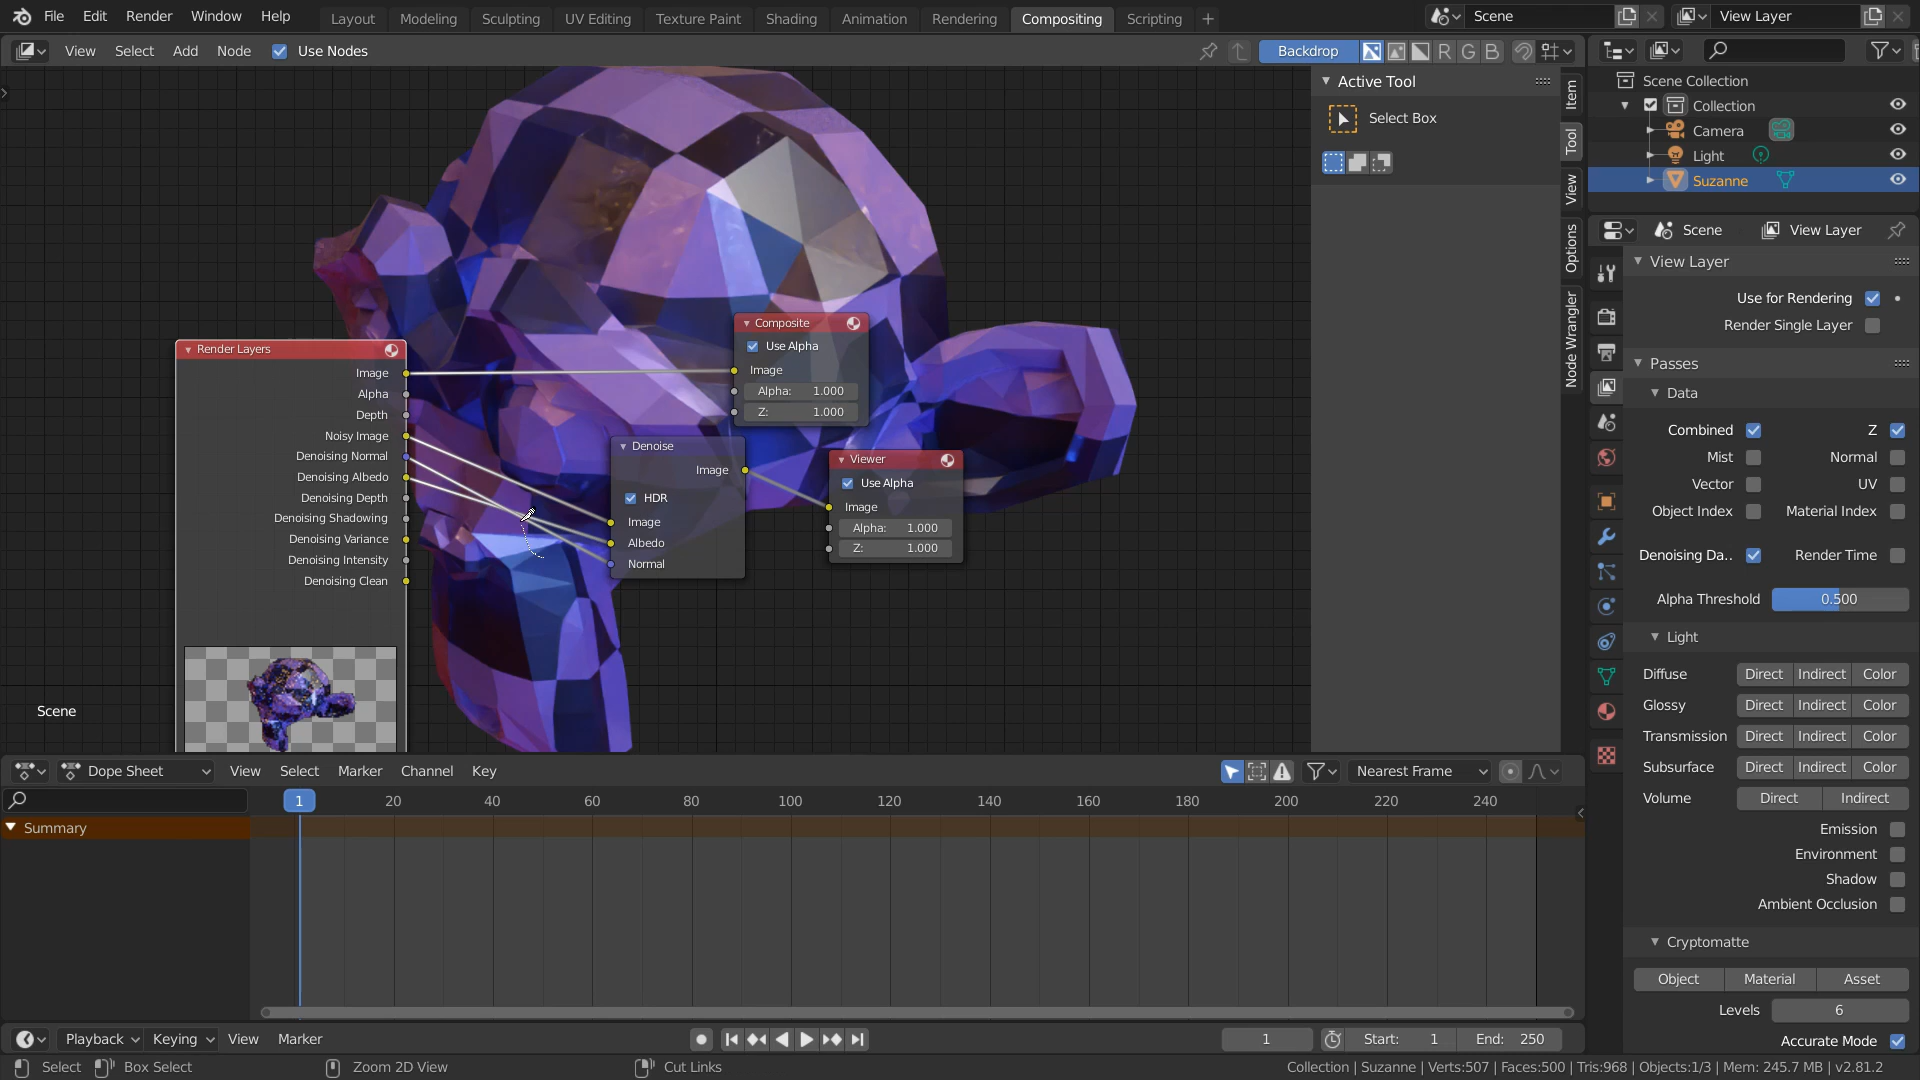 File Edit Render Window Help Layout Modeling Sculpting UV Editing Texture Paint Shading Animation Rendering Compositing Scripting + Scene View Layer
View Select Add Node Use Nodes Backdrop R G B
Active Tool
Select Box
Item
Tool
View
Options
Node Wrangler
Render Layers
Image
Alpha
Depth
Noisy Image
Denoising Normal
Denoising Albedo
Denoising Depth
Denoising Shadowing
Denoising Variance
Denoising Intensity
Denoising Clean
Composite
Use Alpha
Image
Alpha: 1.000
Z: 1.000
Denoise
Image
HDR
Image
Albedo
Normal
Viewer
Use Alpha
Image
Alpha: 1.000
Z: 1.000
Scene
Scene Collection
Collection
Camera
Light
Suzanne
Scene View Layer
View Layer
Use for Rendering
Render Single Layer
Passes
Data
Combined Z
Mist Normal
Vector UV
Object Index Material Index
Denoising Da.. Render Time
Alpha Threshold 0.500
Light
Diffuse Direct Indirect Color
Glossy Direct Indirect Color
Transmission Direct Indirect Color
Subsurface Direct Indirect Color
Volume Direct Indirect
Emission
Environment
Shadow
Ambient Occlusion
Cryptomatte
Object Material Asset
Levels 6
Accurate Mode
Dope Sheet View Select Marker Channel Key Nearest Frame
1 20 40 60 80 100 120 140 160 180 200 220 240
Summary
Playback Keying View Marker 1 Start: 1 End: 250
Select Box Select Zoom 2D View Cut Links Collection | Suzanne | Verts:507 | Faces:500 | Tris:968 | Objects:1/3 | Mem: 245.7 MB | v2.81.2